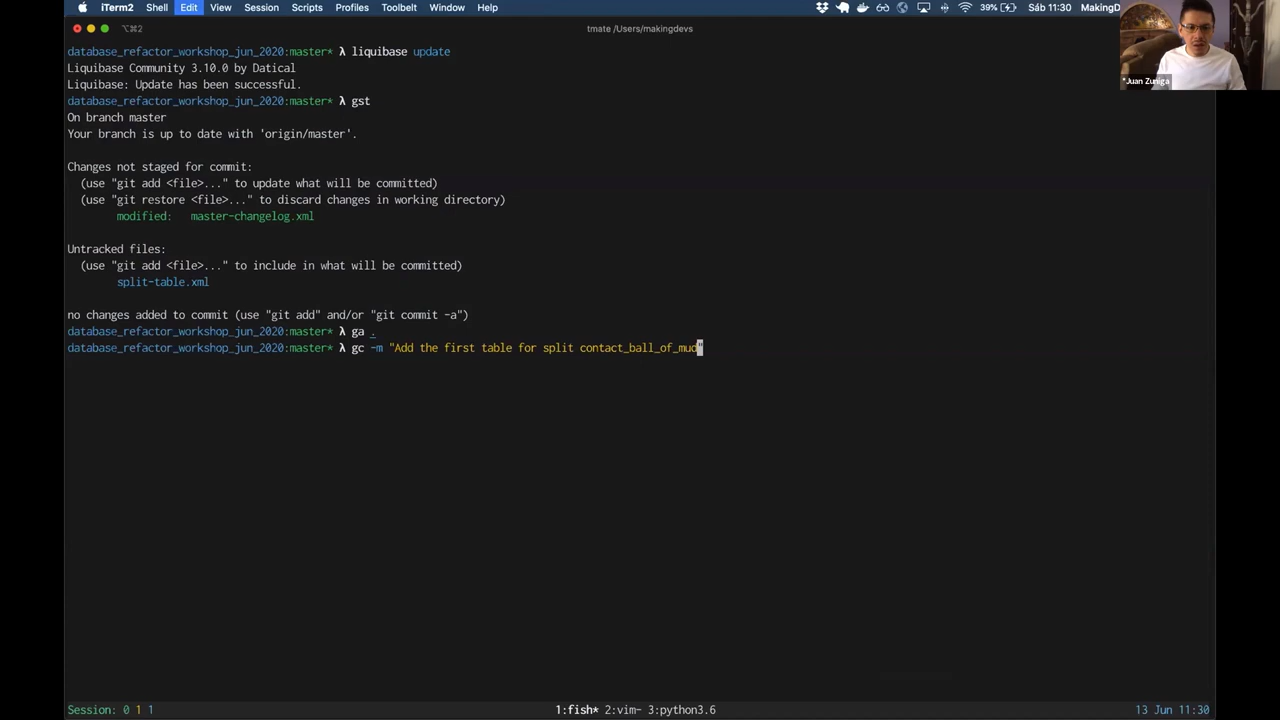 iTerm2 Shell Edit View Session Scripts Profiles Toolbelt Window Help 39% Sáb 11:30 MakingD
⌥⌘2 tmate /Users/makingdevs
*Juan Zuniga
database_refactor_workshop_jun_2020:master* λ liquibase update
Liquibase Community 3.10.0 by Datical
Liquibase: Update has been successful.
database_refactor_workshop_jun_2020:master* λ gst
On branch master
Your branch is up to date with 'origin/master'.
Changes not staged for commit:
(use "git add <file>..." to update what will be committed)
(use "git restore <file>..." to discard changes in working directory)
modified: master-changelog.xml
Untracked files:
(use "git add <file>..." to include in what will be committed)
split-table.xml
no changes added to commit (use "git add" and/or "git commit -a")
database_refactor_workshop_jun_2020:master* λ ga .
database_refactor_workshop_jun_2020:master* λ gc -m "Add the first table for split contact_ball_of_mud"
Session: 0 1 1 1:fish* 2:vim- 3:python3.6 13 Jun 11:30